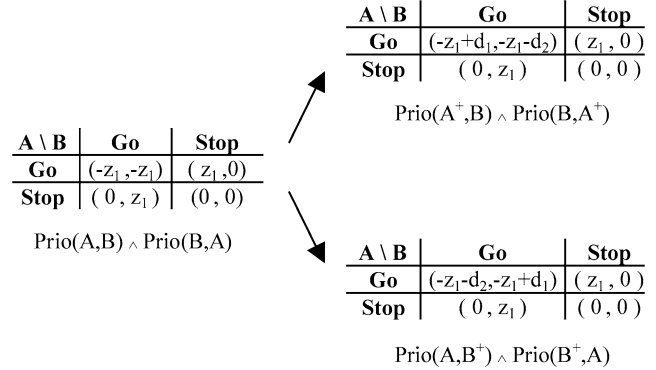 A \ B Go Stop
Go (-z₁+d₁,-z₁-d₂) ( z₁ , 0 )
Stop ( 0 , z₁ ) ( 0 , 0 )
Prio(A⁺,B) ∧ Prio(B,A⁺)
A \ B Go Stop
Go (-z₁,-z₁) ( z₁ ,0)
Stop ( 0 , z₁ ) (0 , 0)
Prio(A,B) ∧ Prio(B,A)
A \ B Go Stop
Go (-z₁-d₂,-z₁+d₁) ( z₁ , 0 )
Stop ( 0 , z₁ ) ( 0 , 0 )
Prio(A,B⁺) ∧ Prio(B⁺,A)